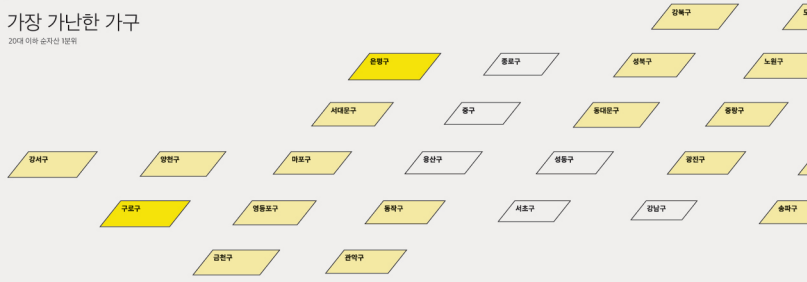 가장 가난한 가구
20대 이하 순자산 1분위
강북구
은평구
종로구
성북구
노원구
서대문구
중구
동대문구
중랑구
강서구
양천구
마포구
용산구
성동구
광진구
구로구
영등포구
동작구
서초구
강남구
송파구
금천구
관악구